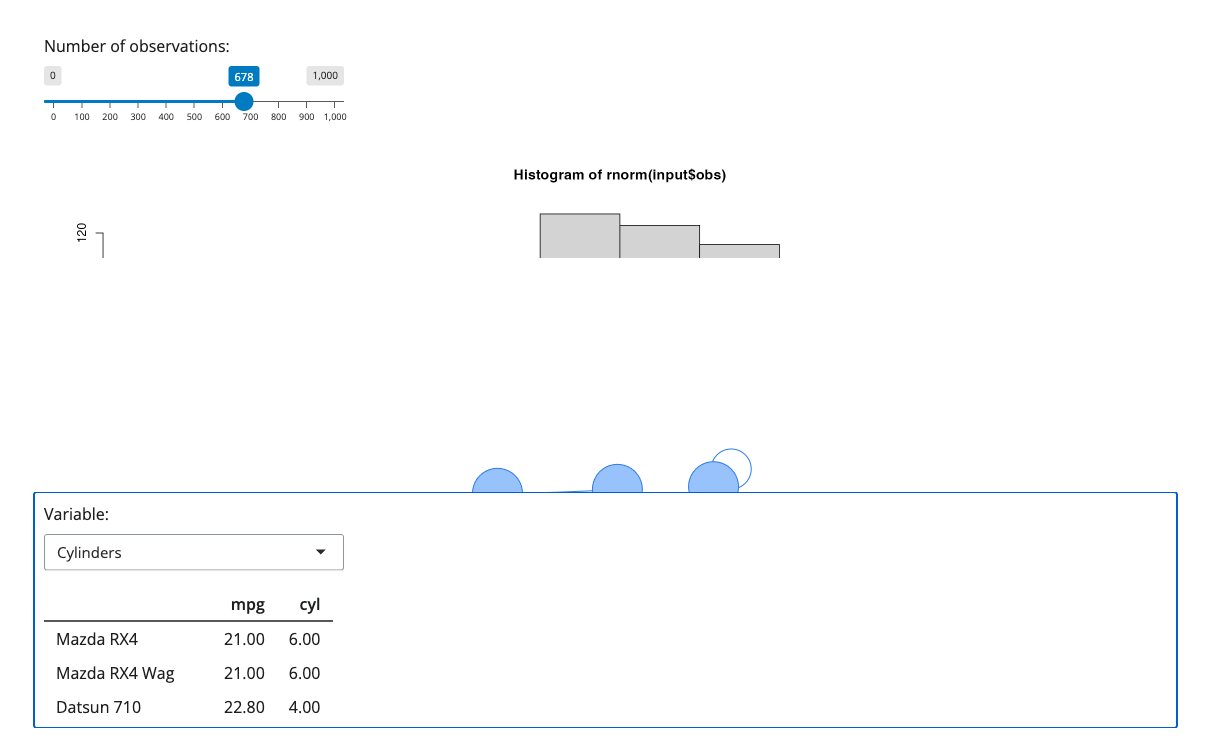 Number of observations:
0 678 1,000
0 100 200 300 400 500 600 700 800 900 1,000
Histogram of rnorm(input$obs)
120
Variable:
Cylinders
mpg cyl
Mazda RX4 21.00 6.00
Mazda RX4 Wag 21.00 6.00
Datsun 710 22.80 4.00